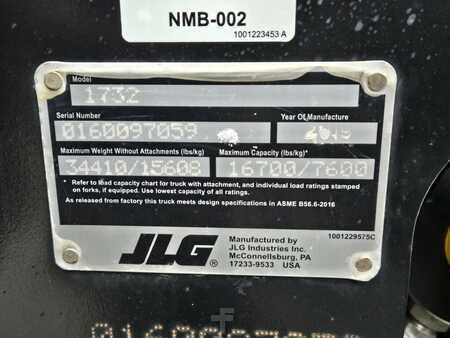 NMB-002
1001223453 A
Model
1732
Serial Number
Year Of Manufacture
0160097059
Maximum Weight Without Attachments (lbs/kg)
Maximum Capacity (lbs/kg)*
34410/15608
16700/7600
* Refer to load capacity chart for truck with attachment, and individual load ratings stamped
on forks, if equipped. Use lowest capacity of all ratings.
As released from factory this truck meets design specifications in ASME B56.6-2016
1001229575C
JLG ®
Manufactured by
JLG Industries Inc.
McConnellsburg, PA
17233-9533 USA